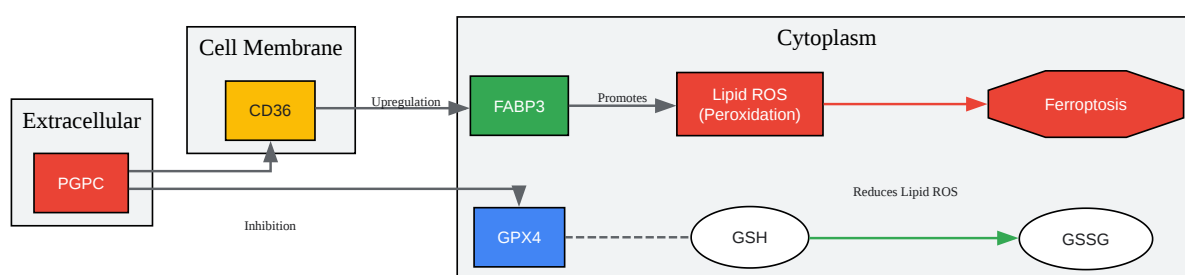 Cytoplasm
Cell Membrane
Extracellular
CD36
Upregulation
FABP3
Promotes
Lipid ROS
(Peroxidation)
Ferroptosis
PGPC
Inhibition
GPX4
GSH
Reduces Lipid ROS
GSSG